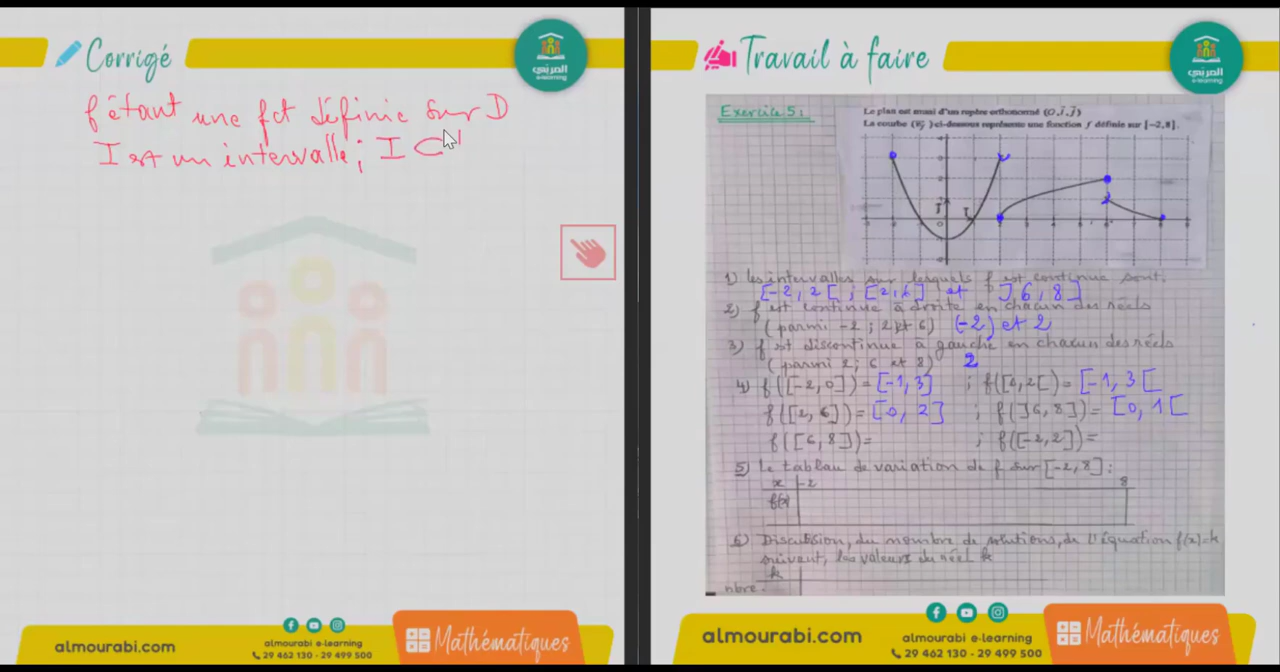 Corrigé
المربي
e-learning
f étant une fct définie sur D
I est un intervalle; I ⊂
almourabi.com
almourabi e-learning
29 462 130 - 29 499 500
Mathématiques
Travail à faire
المربي
e-learning
Exercice 5:
Le plan est muni d'un repère orthonormé (O,i,j)
La courbe (𝒞f) ci-dessous représente une fonction f définie sur [-2,8].
1) Les intervalles sur lesquels f est continue sont:
[-2, 2[ ; [2, 6] et ]6, 8]
2) f est continue à droite en chacun des réels
(parmi -2 ; 2 et 6) (-2) et 2
3) f est discontinue à gauche en chacun des réels
(parmi 2; 6 et 8) 2
4) f([-2,0]) = [-1, 3] ; f([0,2[) = [-1, 3[
f([2,6]) = [0, 2] ; f(]6,8]) = [0, 1[
f([6,8]) = ; f([-2,2]) =
5) Le tablau de variation de f sur [-2,8]:
x -2 8
f(x)
6) Discussion, du nombre de solutions, de l'équation f(x)=k
suivant, les valeurs du réel k
k
nbre.
almourabi.com
almourabi e-learning
29 462 130 - 29 499 500
Mathématiques